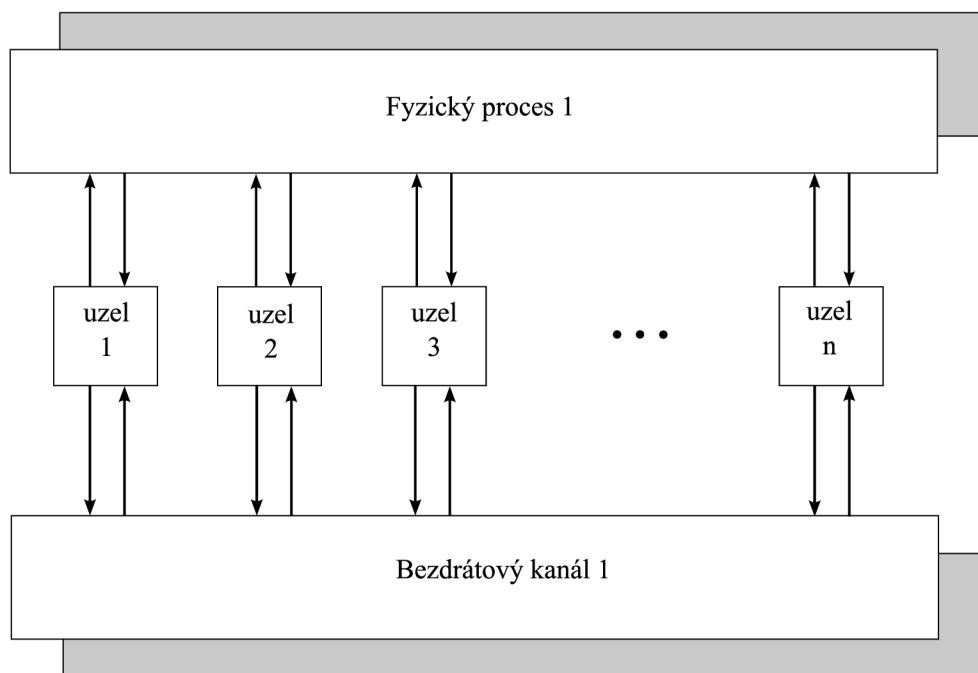 Fyzický proces 1
uzel
1
uzel
2
uzel
3
uzel
n
Bezdrátový kanál 1